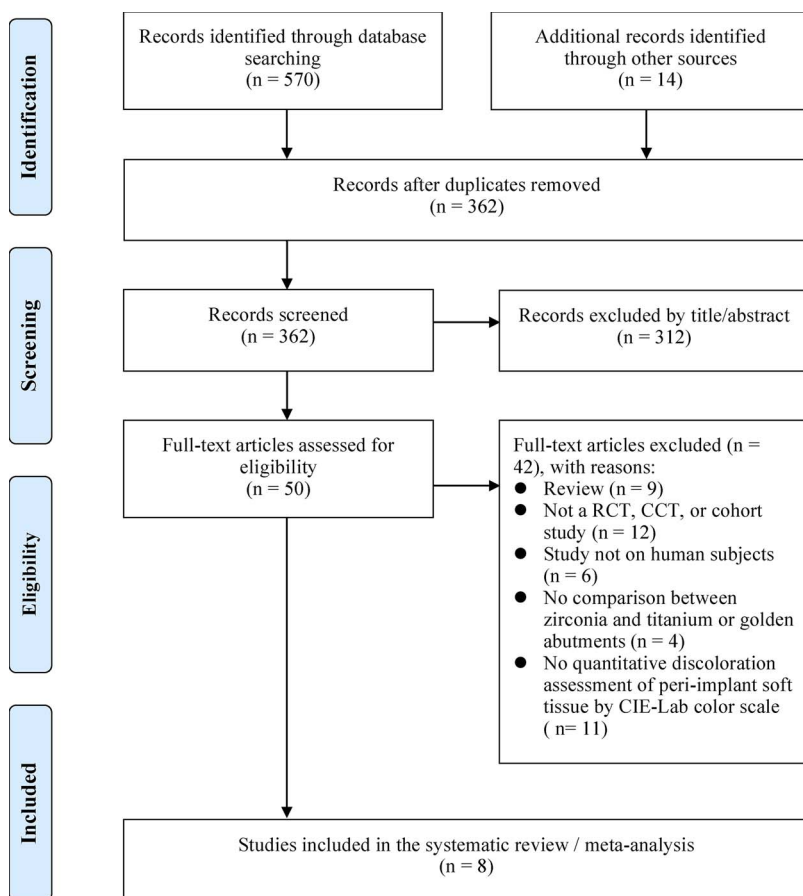 Identification
Records identified through database
searching
(n = 570)
Additional records identified
through other sources
(n = 14)
Records after duplicates removed
(n = 362)
Screening
Records screened
(n = 362)
Records excluded by title/abstract
(n = 312)
Eligibility
Full-text articles assessed for
eligibility
(n = 50)
Full-text articles excluded (n =
42), with reasons:
● Review (n = 9)
● Not a RCT, CCT, or cohort
study (n = 12)
● Study not on human subjects
(n = 6)
● No comparison between
zirconia and titanium or golden
abutments (n = 4)
● No quantitative discoloration
assessment of peri-implant soft
tissue by CIE-Lab color scale
( n= 11)
Included
Studies included in the systematic review / meta-analysis
(n = 8)